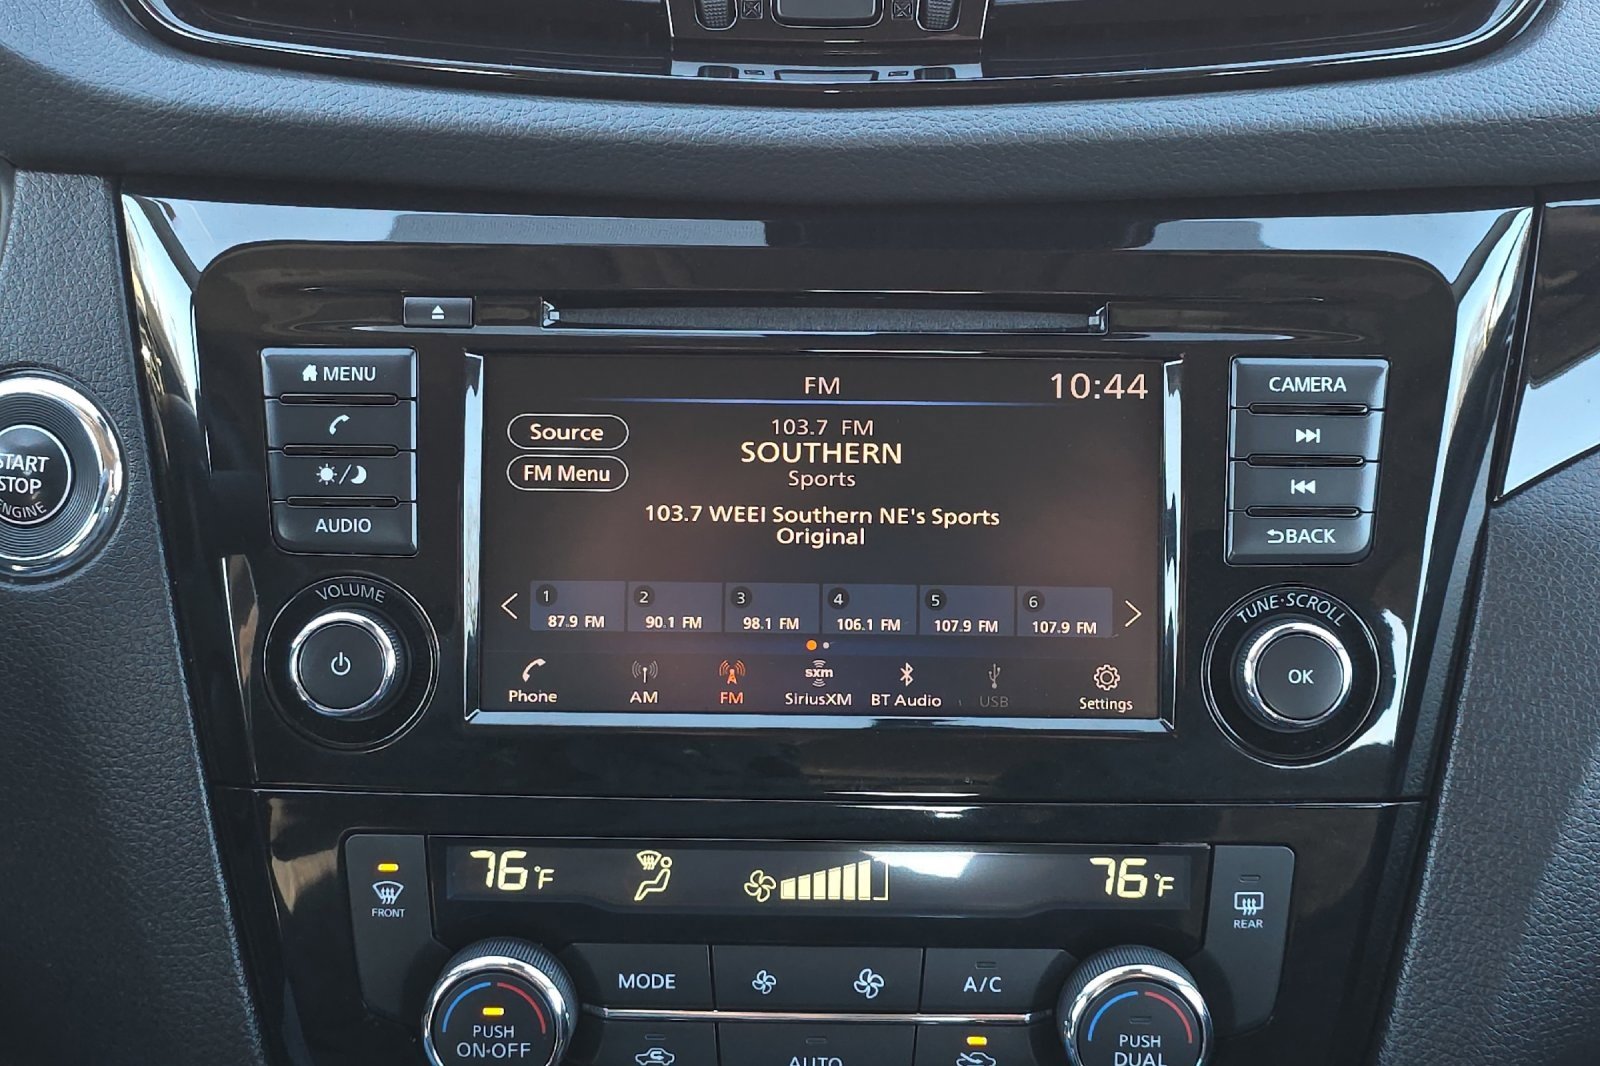 MENU
AUDIO
START
STOP
ENGINE
VOLUME
FM
10:44
Source
FM Menu
103.7 FM
SOUTHERN
Sports
103.7 WEEI Southern NE's Sports
Original
1
87.9 FM
2
90.1 FM
3
98.1 FM
4
106.1 FM
5
107.9 FM
6
107.9 FM
Phone
AM
FM
sxm
SiriusXM
BT Audio
USB
Settings
CAMERA
BACK
TUNE·SCROLL
OK
76°F
76°F
FRONT
REAR
MODE
A/C
PUSH
ON·OFF
AUTO
PUSH
DUAL